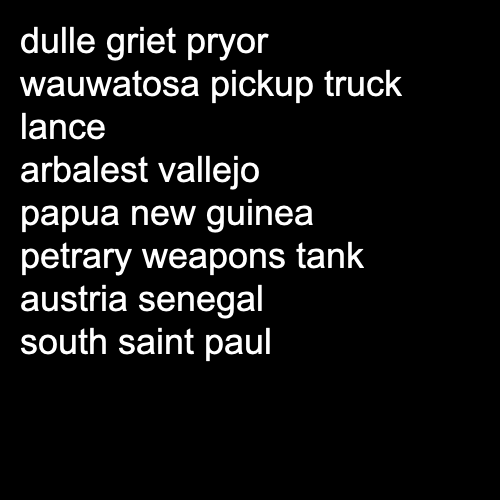 dulle griet pryor
wauwatosa pickup truck
lance
arbalest vallejo
papua new guinea
petrary weapons tank
austria senegal
south saint paul